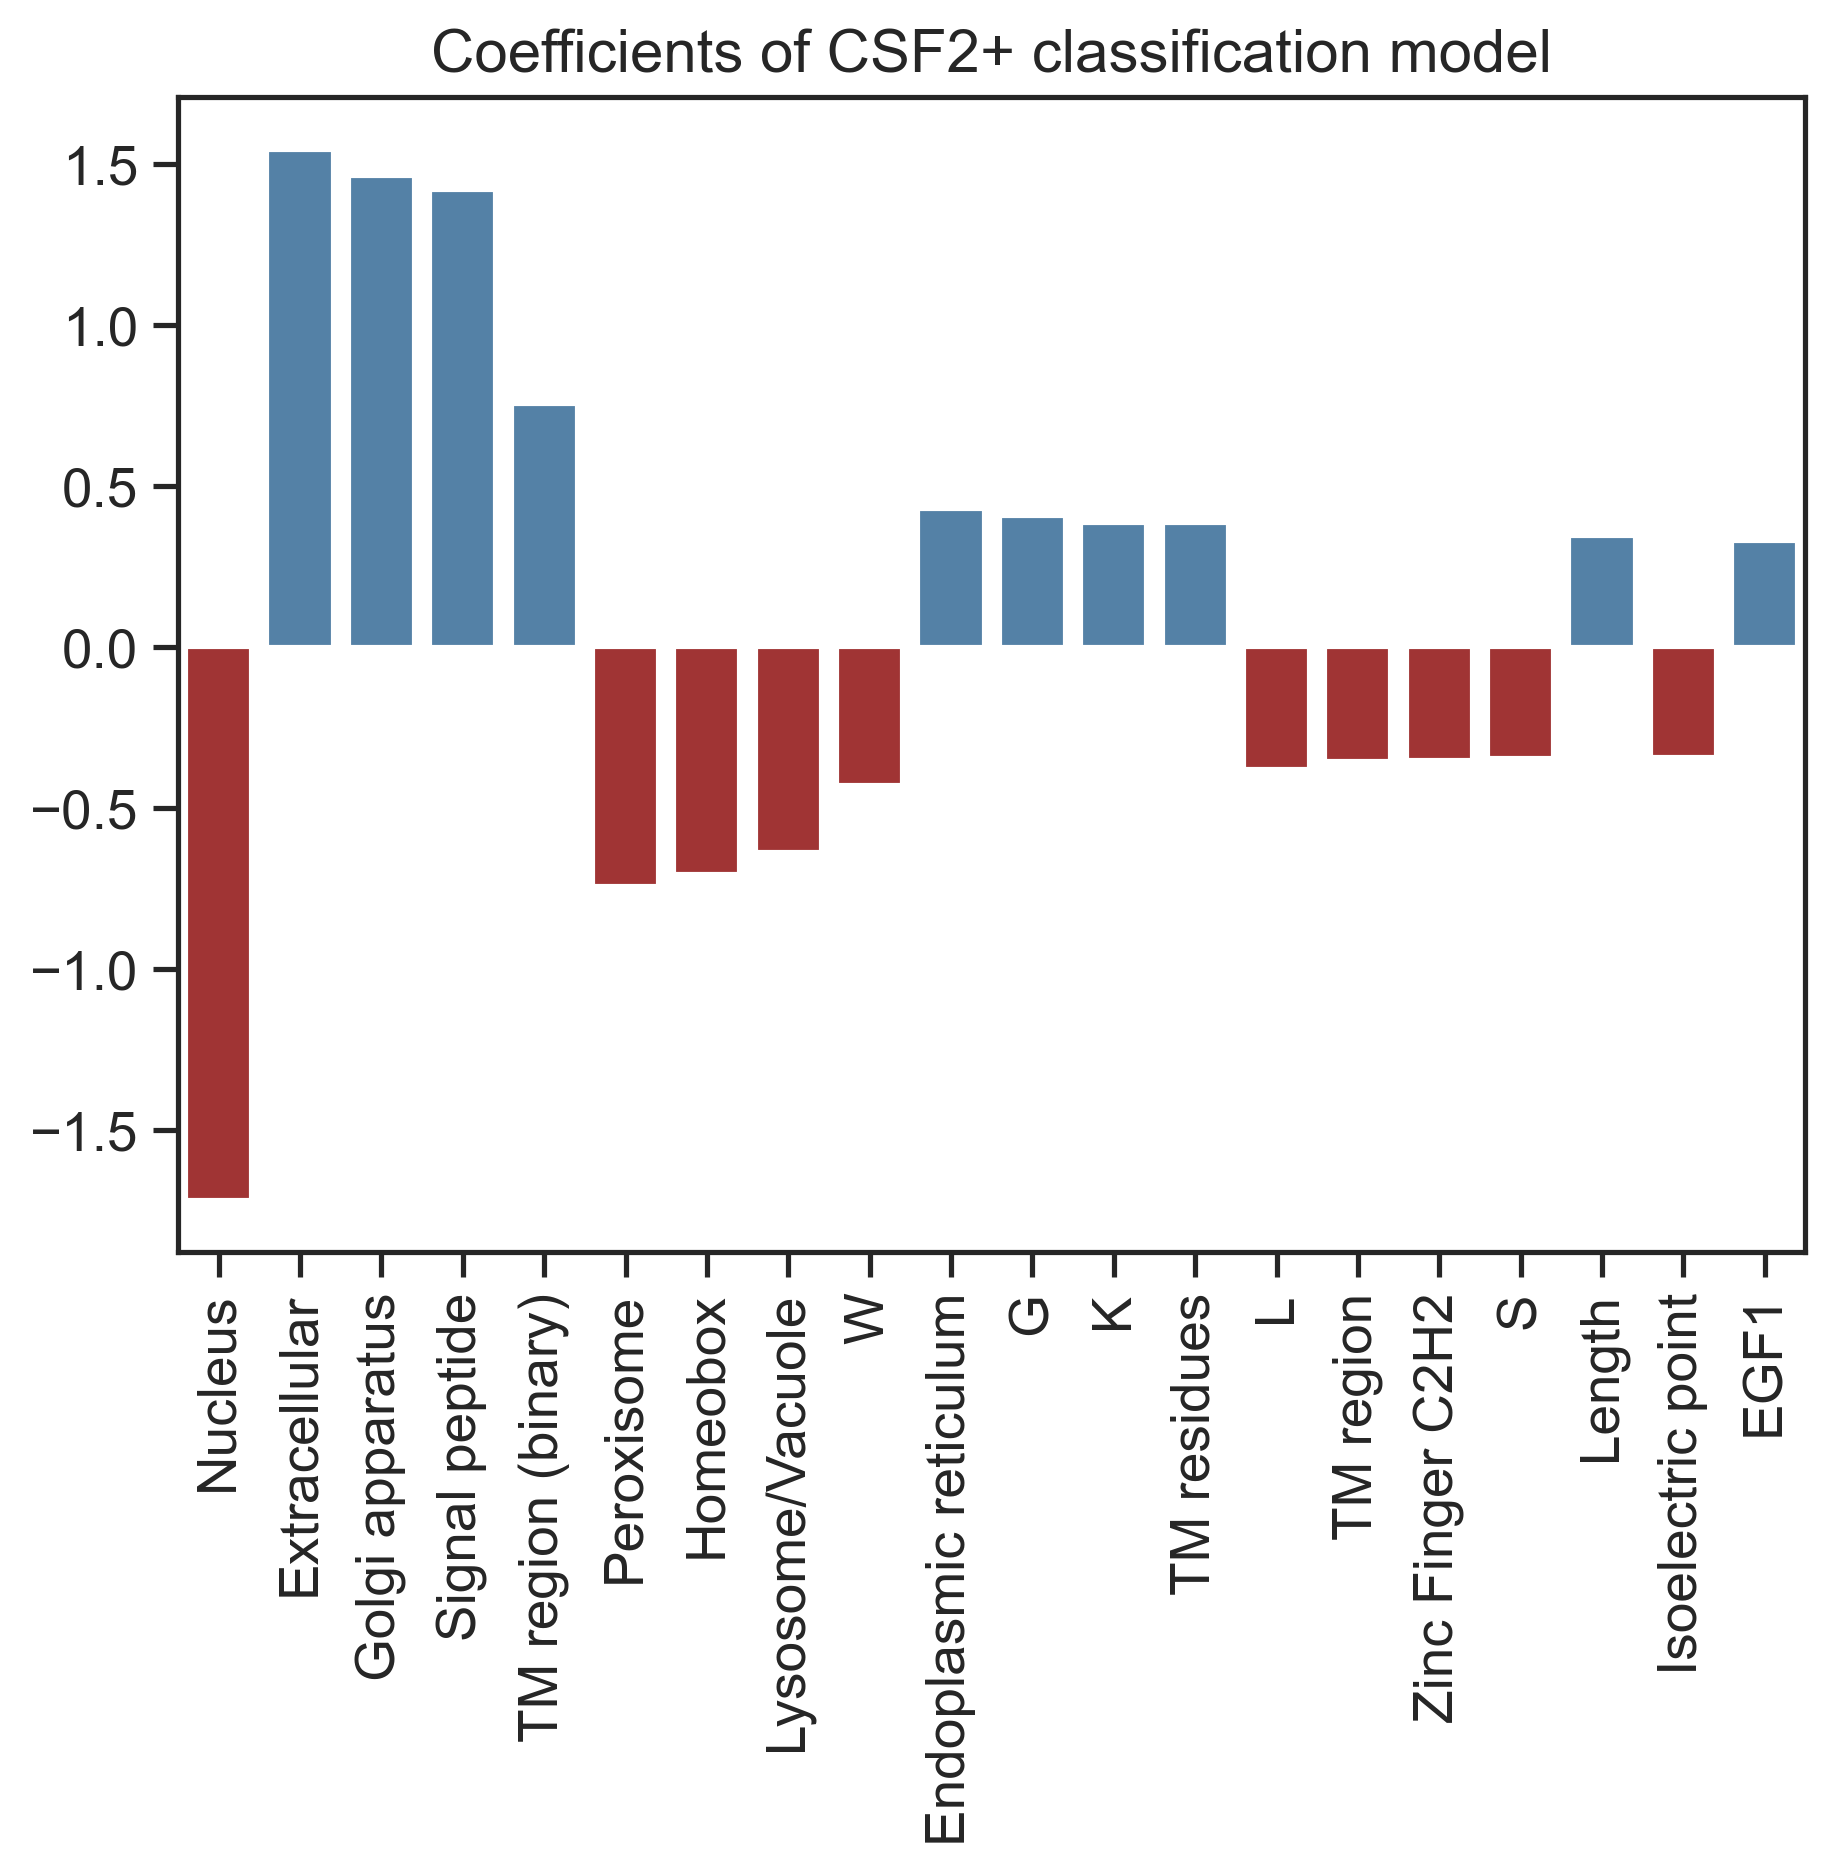 Coefficients of CSF2+ classification model
1.5
1.0
0.5
0.0
−0.5
−1.0
−1.5
Nucleus
Extracellular
Golgi apparatus
Signal peptide
TM region (binary)
Peroxisome
Homeobox
Lysosome/Vacuole
W
Endoplasmic reticulum
G
K
TM residues
L
TM region
Zinc Finger C2H2
S
Length
Isoelectric point
EGF1